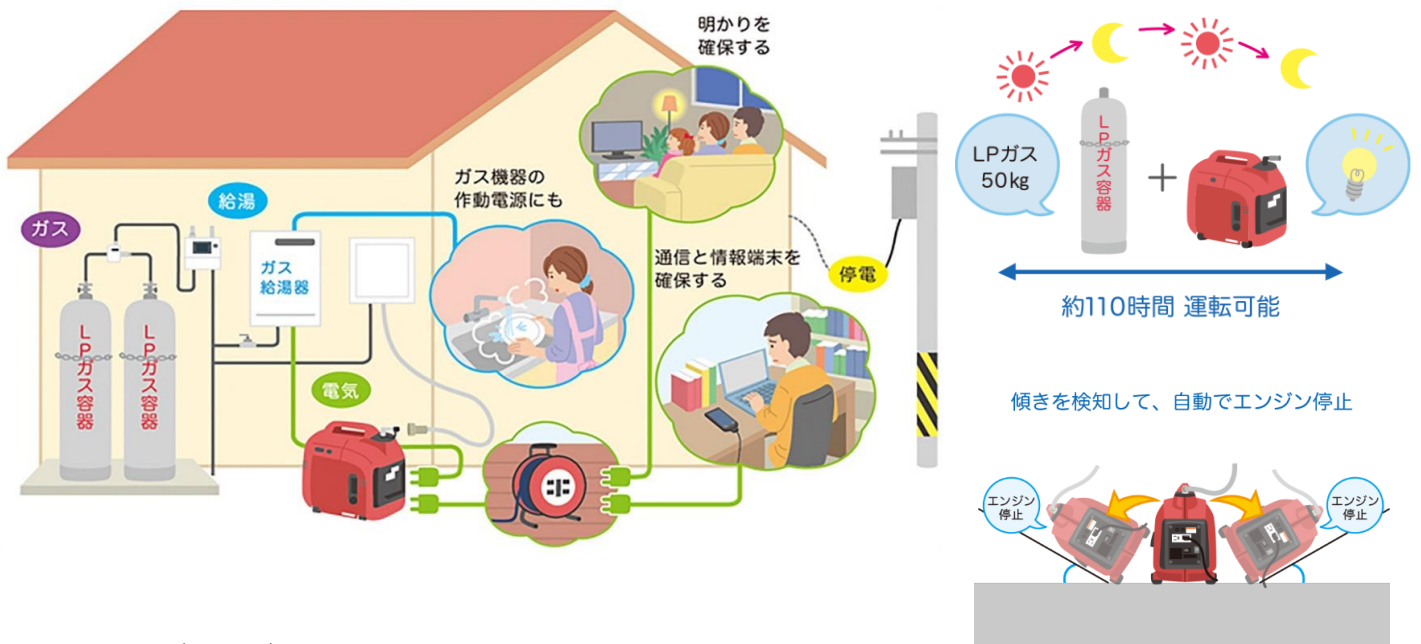 明かりを
確保する
ガス機器の
作動電源にも
給湯
ガス
ガス
給湯器
通信と情報端末を
確保する
停電
電気
LPガス容器
LPガス容器
LPガス
50kg
LPガス容器
+
約110時間 運転可能
傾きを検知して、自動でエンジン停止
エンジン
停止
エンジン
停止